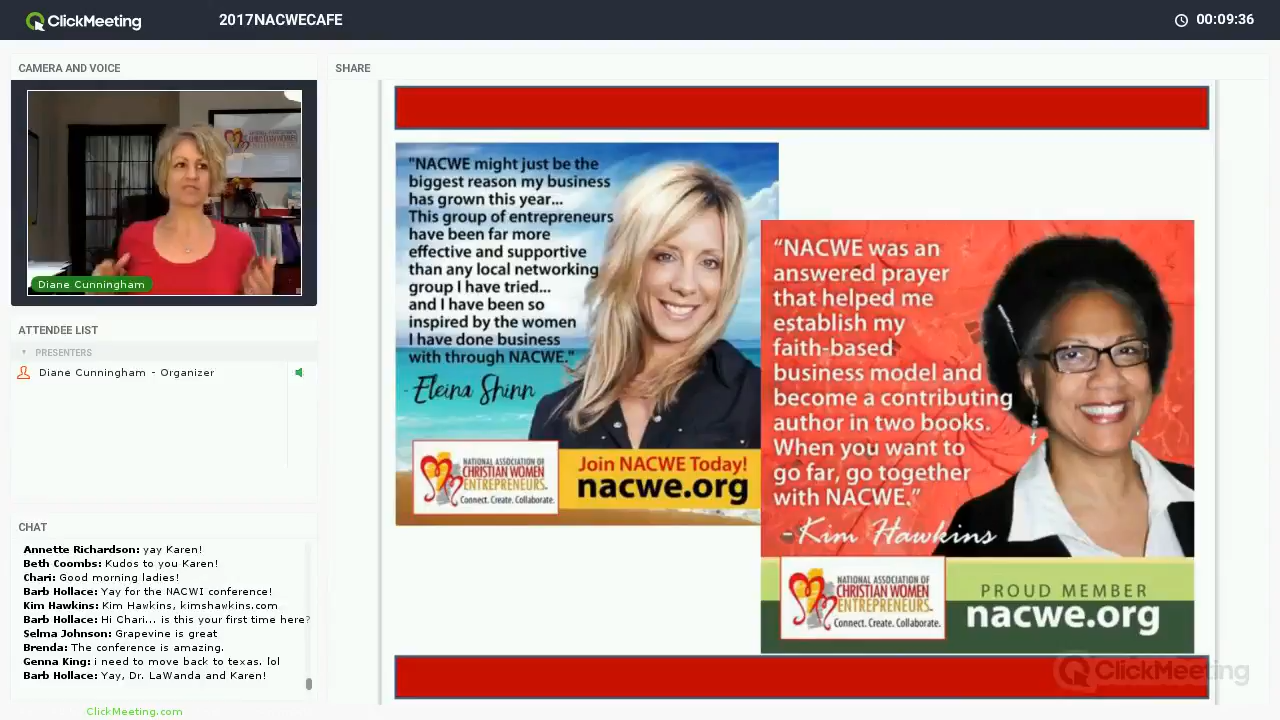 ClickMeeting
2017NACWECAFE
00:09:36
CAMERA AND VOICE
Diane Cunningham
ATTENDEE LIST
PRESENTERS
Diane Cunningham - Organizer
CHAT
Annette Richardson: yay Karen!
Beth Coombs: Kudos to you Karen!
Chari: Good morning ladies!
Barb Hollace: Yay for the NACWI conference!
Kim Hawkins: Kim Hawkins, kimshawkins.com
Barb Hollace: Hi Chari... is this your first time here?
Selma Johnson: Grapevine is great
Brenda: The conference is amazing.
Genna King: i need to move back to texas. lol
Barb Hollace: Yay, Dr. LaWanda and Karen!
ClickMeeting.com
SHARE
"NACWE might just be the
biggest reason my business
has grown this year...
This group of entrepreneurs
have been far more
effective and supportive
than any local networking
group I have tried...
and I have been so
inspired by the women
I have done business
with through NACWE."
- Eleina Shinn
NATIONAL ASSOCIATION OF
CHRISTIAN WOMEN
ENTREPRENEURS
Connect. Create. Collaborate.
Join NACWE Today!
nacwe.org
“NACWE was an
answered prayer
that helped me
establish my
faith-based
business model and
become a contributing
author in two books.
When you want to
go far, go together
with NACWE.”
- Kim Hawkins
NATIONAL ASSOCIATION OF
CHRISTIAN WOMEN
ENTREPRENEURS
Connect. Create. Collaborate.
PROUD MEMBER
nacwe.org
ClickMeeting